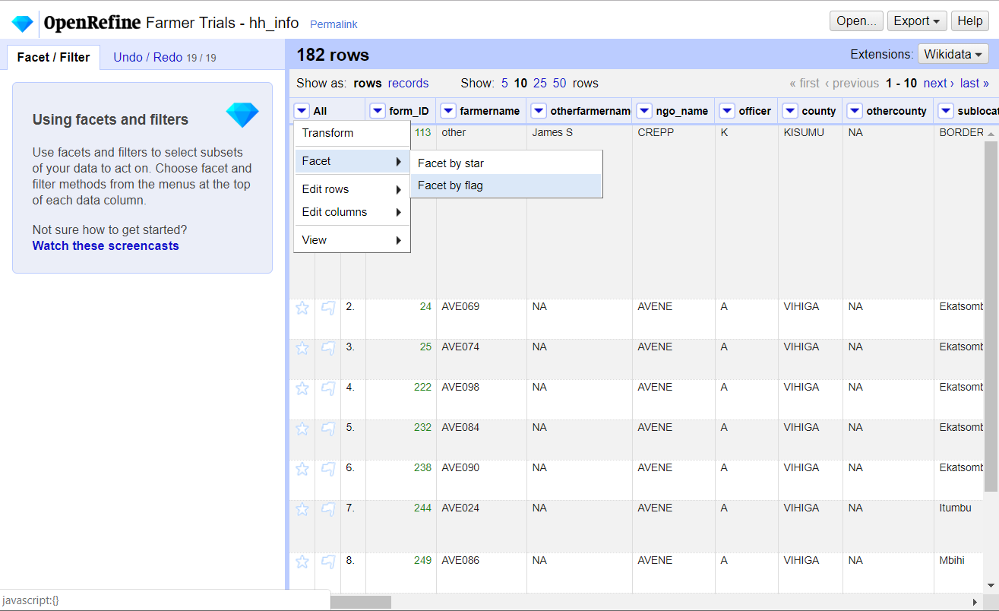 OpenRefine Farmer Trials - hh_info Permalink Open... Export Help
Facet / Filter Undo / Redo 19 / 19
182 rows Extensions: Wikidata
Show as: rows records Show: 5 10 25 50 rows « first ‹ previous 1 - 10 next › last »
Using facets and filters
Use facets and filters to select subsets
of your data to act on. Choose facet and
filter methods from the menus at the top
of each data column.
Not sure how to get started?
Watch these screencasts
All form_ID farmername otherfarmername ngo_name officer county othercounty sublocat
Transform
Facet
Edit rows
Edit columns
View
Facet by star
Facet by flag
113 other James S CREPP K KISUMU NA BORDER
2. 24 AVE069 NA AVENE A VIHIGA NA Ekatsomb
3. 25 AVE074 NA AVENE A VIHIGA NA Ekatsomb
4. 222 AVE098 NA AVENE A VIHIGA NA Ekatsomb
5. 232 AVE084 NA AVENE A VIHIGA NA Ekatsomb
6. 238 AVE090 NA AVENE A VIHIGA NA Ekatsomb
7. 244 AVE024 NA AVENE A VIHIGA NA Itumbu
8. 249 AVE086 NA AVENE A VIHIGA NA Mbihi
javascript:{}